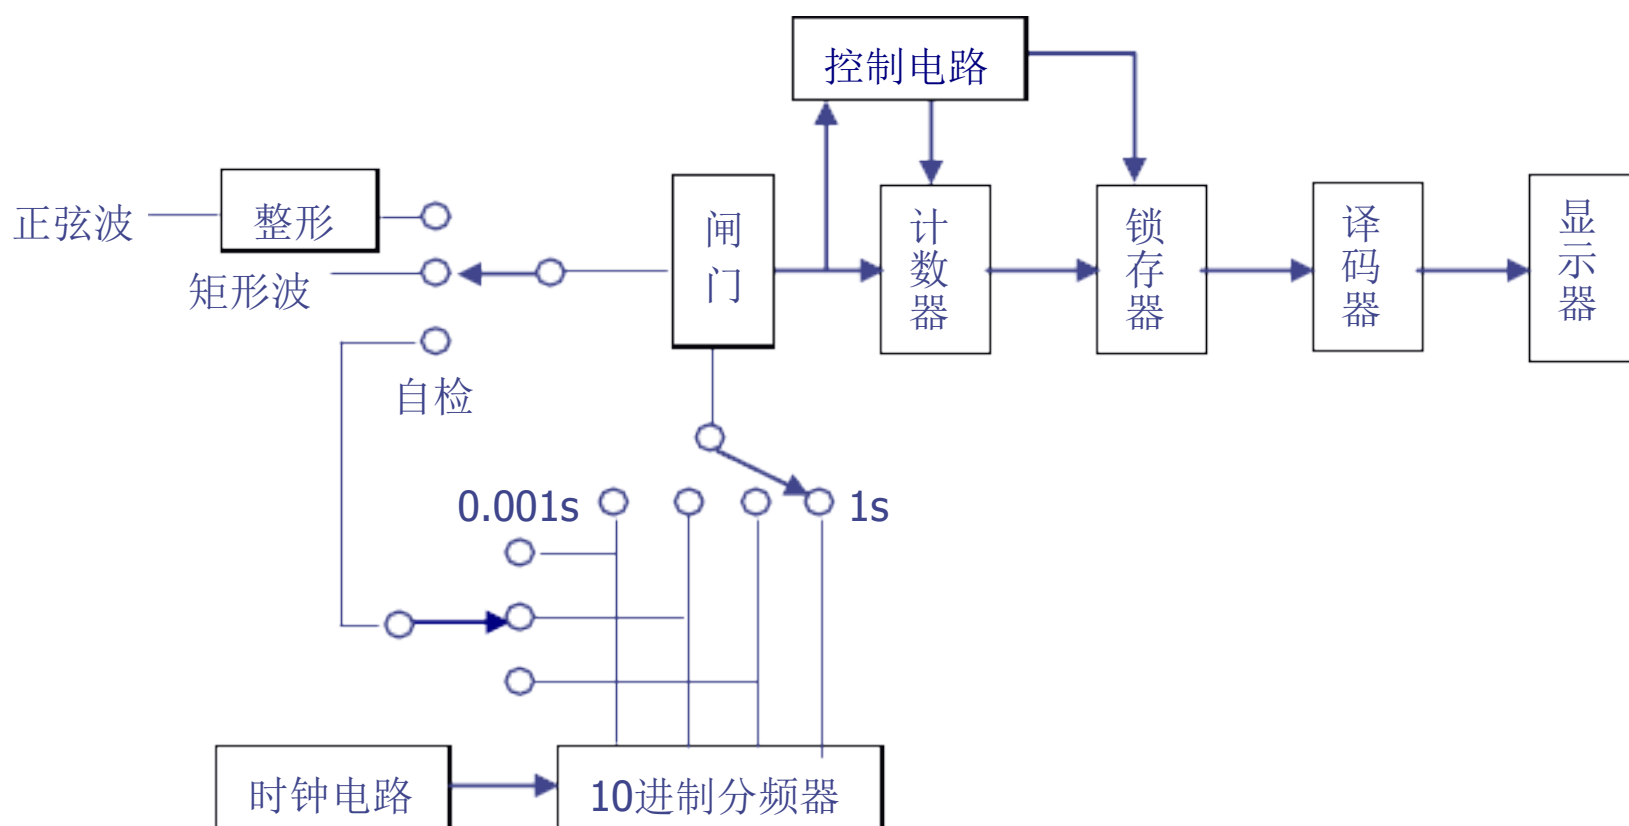 控制电路
正弦波
整形
矩形波
自检
闸门
计数器
锁存器
译码器
显示器
0.001s
1s
时钟电路
10进制分频器